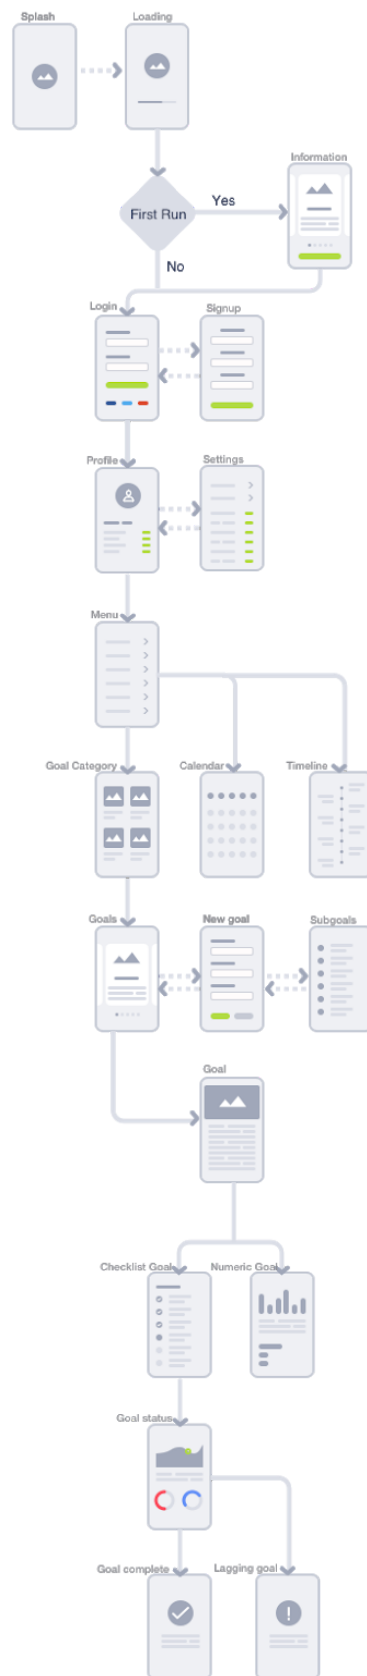 Splash
Loading
Information
First Run
Yes
No
Login
Signup
Profile
Settings
Menu
Goal Category
Calendar
Timeline
Goals
New goal
Subgoals
Goal
Checklist Goal
Numeric Goal
Goal status
Goal complete
Lagging goal